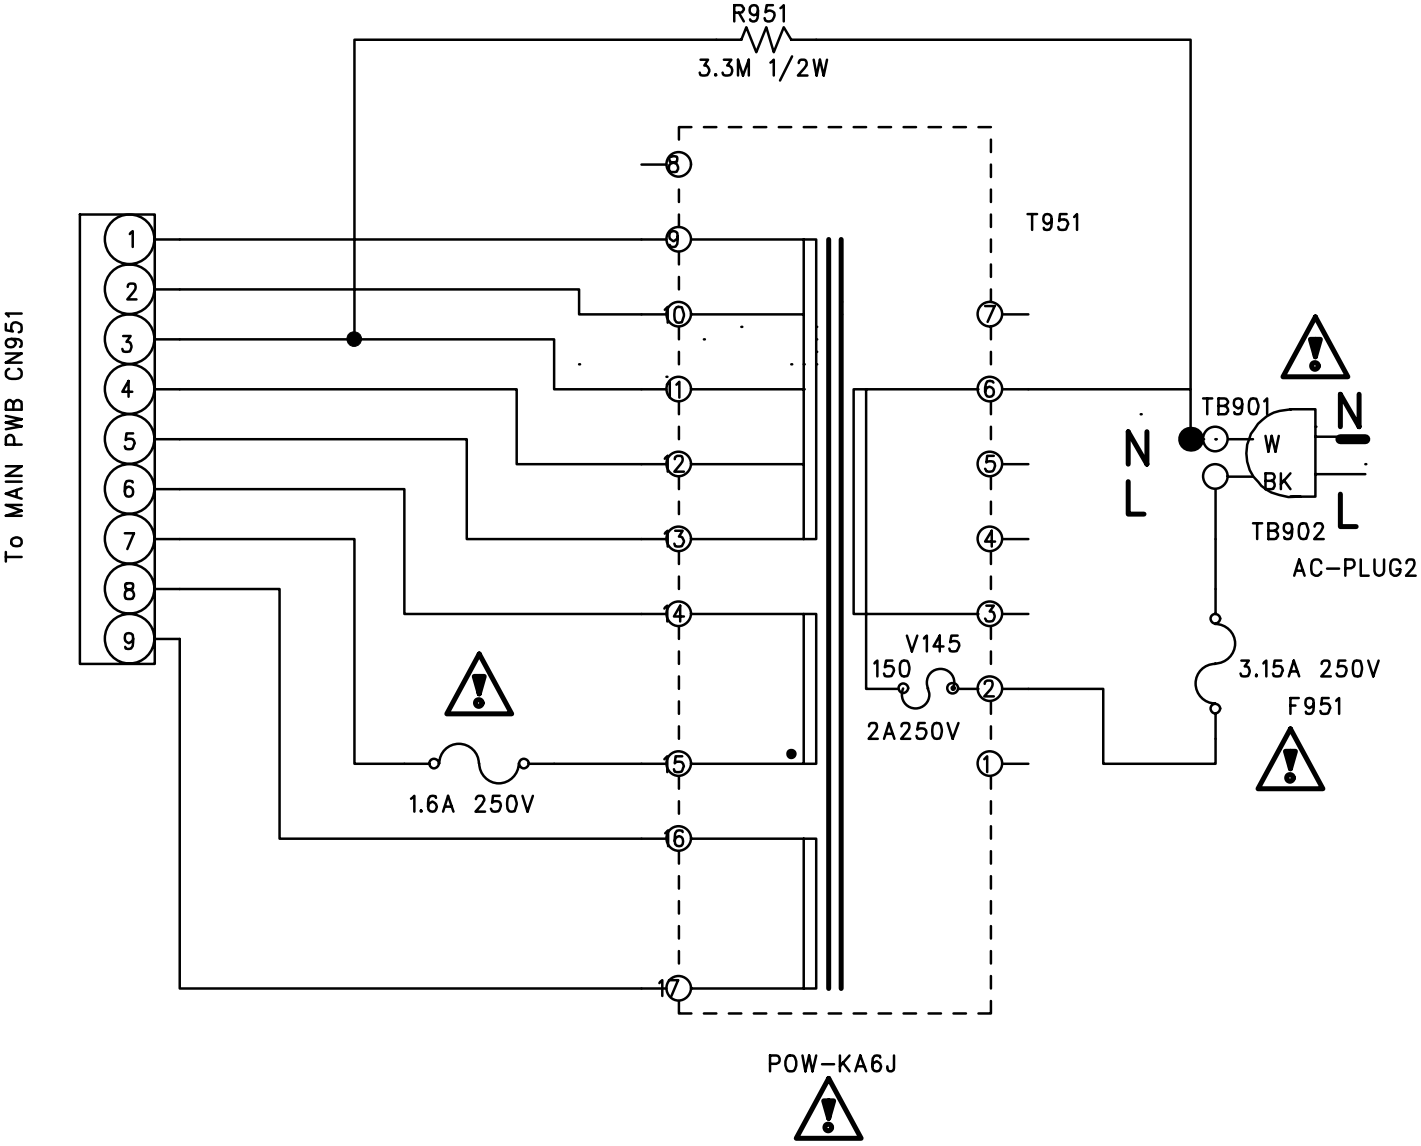 R951
3.3M 1/2W
8
T951
1
9
2
10
7
3
11
6
4
12
5
5
13
4
6
14
3
7
15
2
8
16
1
9
17
To MAIN PWB CN951
TB901
N
N
W
BK
L
L
TB902
AC-PLUG2
V145
150
2A250V
3.15A 250V
F951
1.6A 250V
POW-KA6J